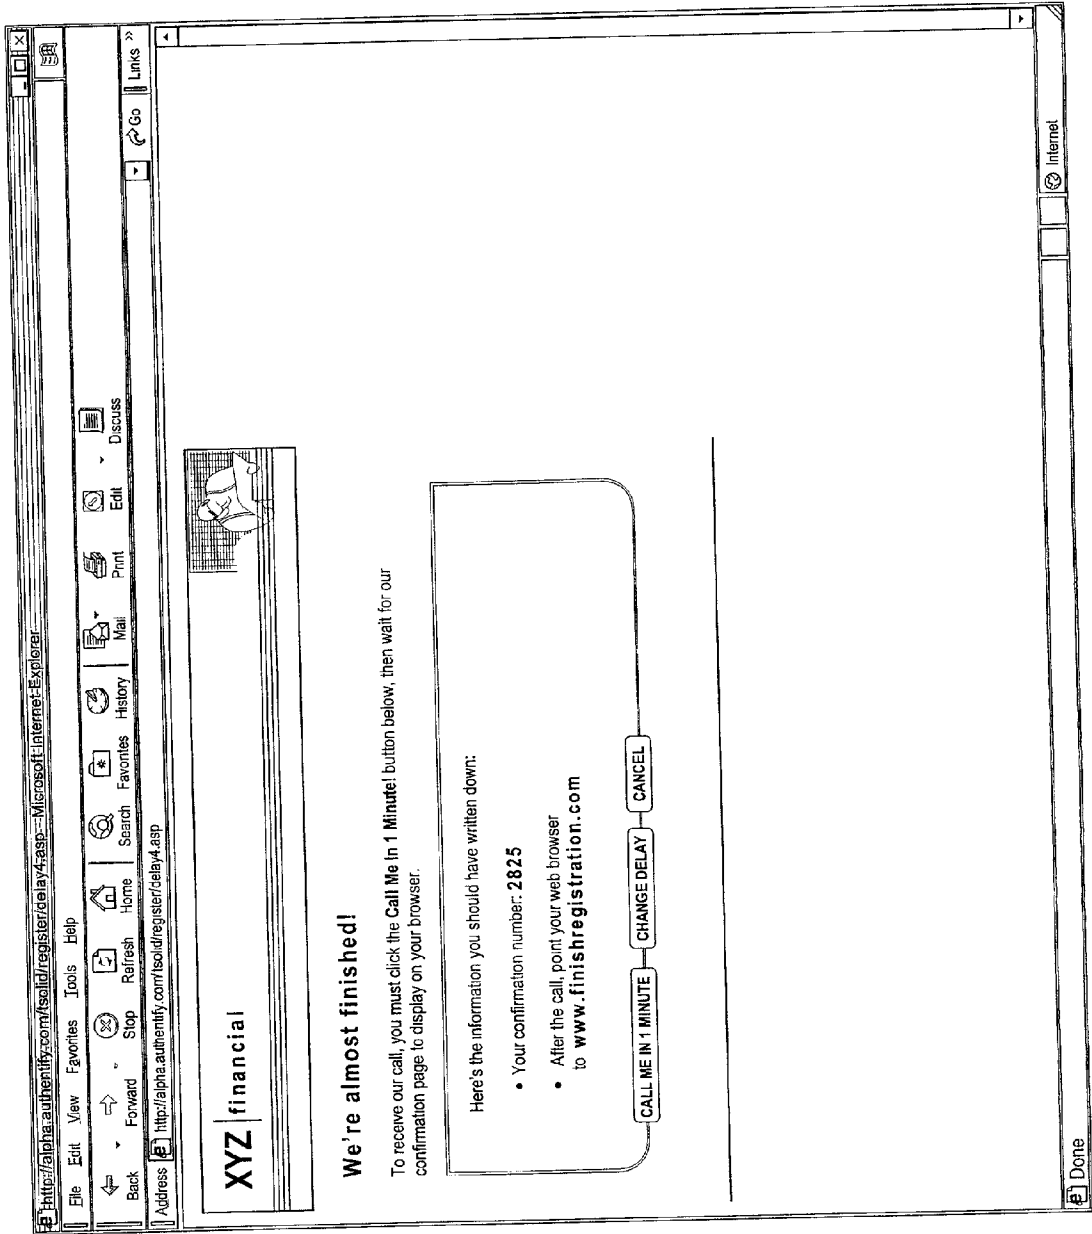 http://alpha.authentify.com/tsolid/register/delay4.asp - Microsoft Internet Explorer
File Edit View Favorites Tools Help
Back Forward Stop Refresh Home Search Favorites History Mail Print Edit Discuss
Address http://alpha.authentify.com/tsolid/register/delay4.asp Go Links »
XYZ financial
We're almost finished!
To receive our call, you must click the Call Me In 1 Minute! button below, then wait for our
confirmation page to display on your browser.
Here's the information you should have written down:
• Your confirmation number: 2825
• After the call, point your web browser
to www.finishregistration.com
CALL ME IN 1 MINUTE CHANGE DELAY CANCEL
Done Internet